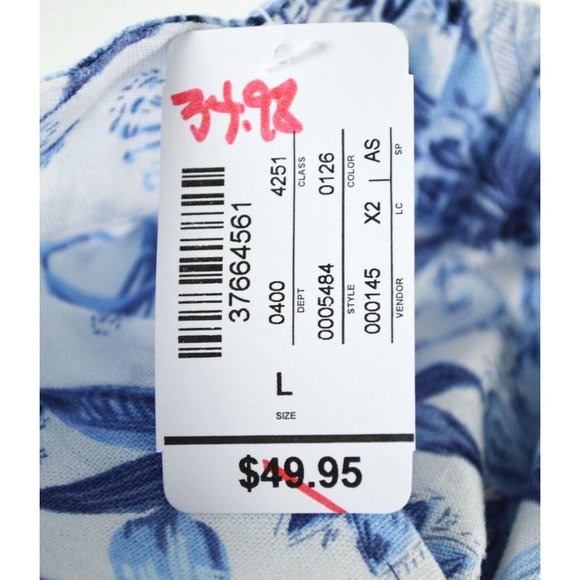 34.98
37664561
0400 4251
DEPT CLASS
0005484 0126
STYLE COLOR
000145 X2 AS
VENDOR LC SP
L
SIZE
$49.95